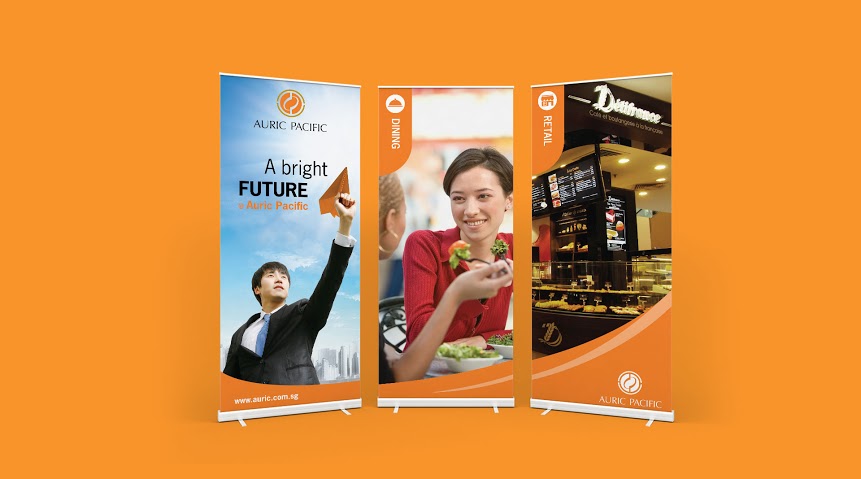 AURIC PACIFIC
A bright
FUTURE
@ Auric Pacific
www.auric.com.sg
DINING
RETAIL
Délifrance
Café et boulangerie à la française
AURIC PACIFIC